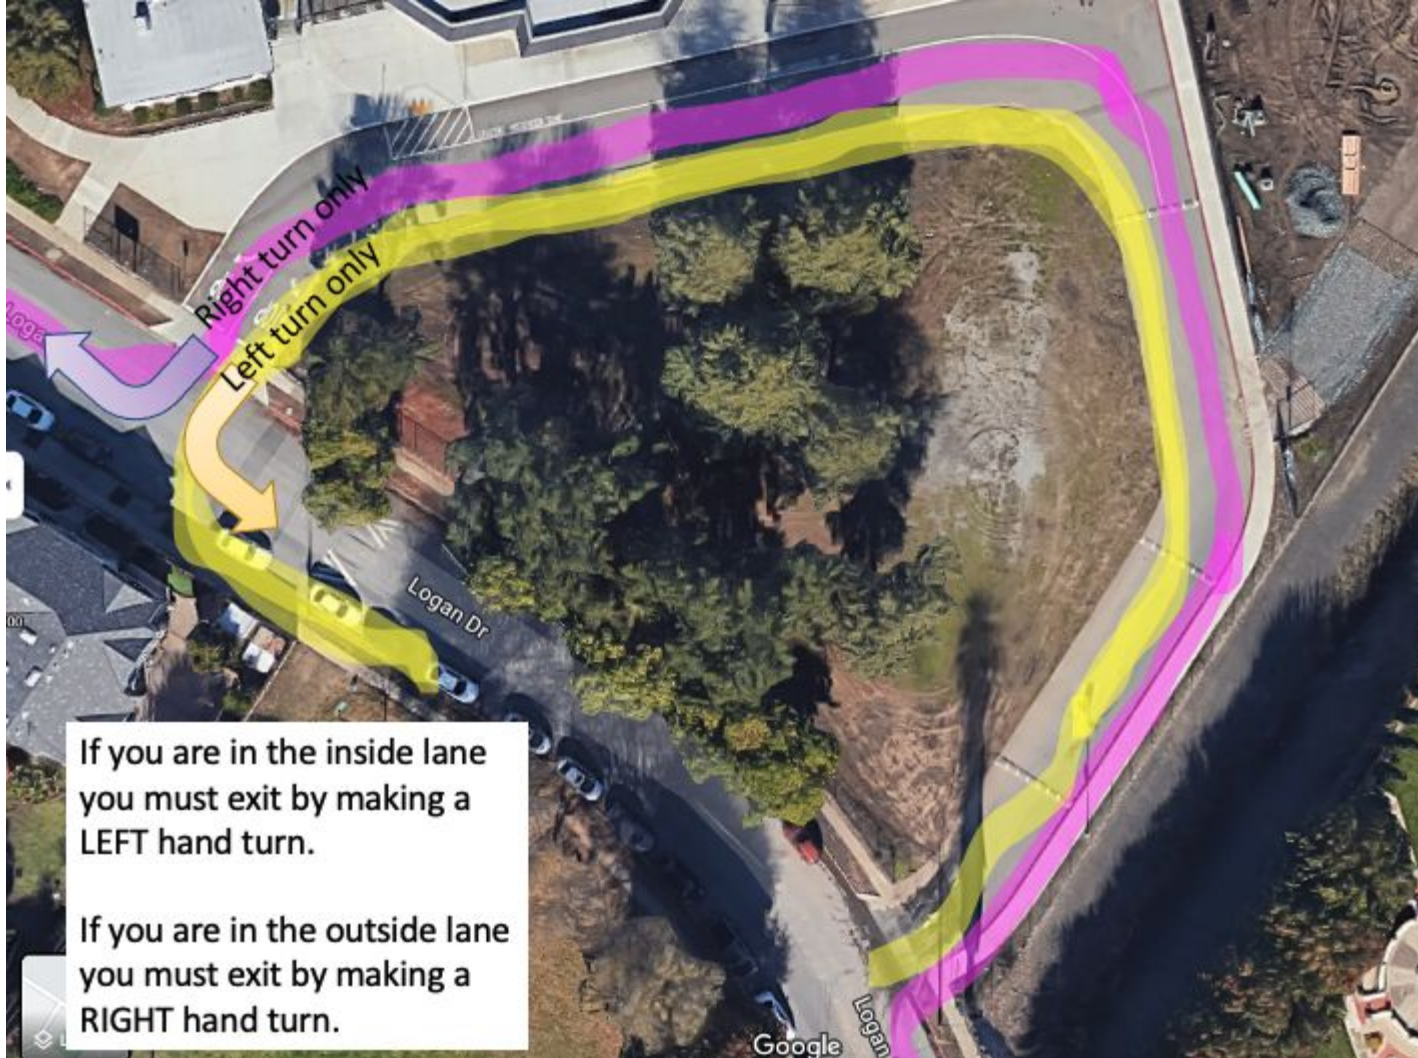 Right turn only
Left turn only
Loga
Logan Dr
00
If you are in the inside lane
you must exit by making a
LEFT hand turn.
If you are in the outside lane
you must exit by making a
RIGHT hand turn.
Logan
Google